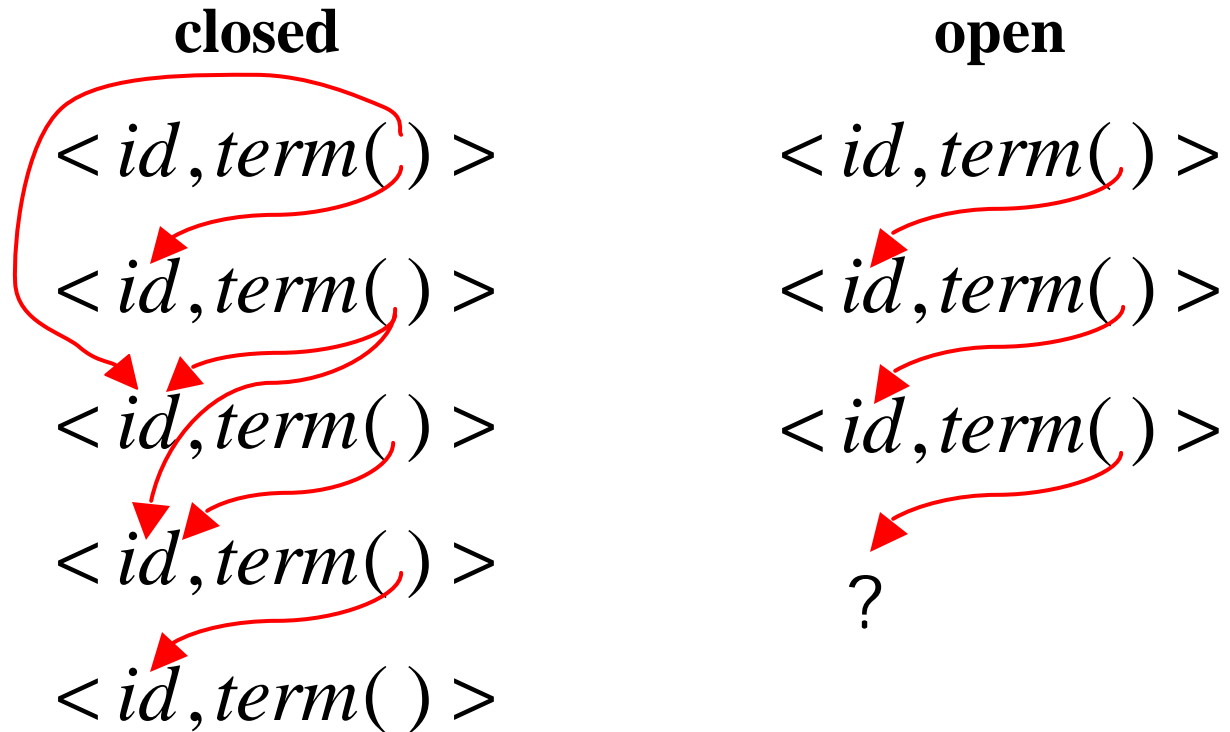 closed
< id , term( ) >
< id , term( ) >
< id , term( ) >
< id , term( ) >
< id , term( ) >
open
< id , term( ) >
< id , term( ) >
< id , term( ) >
?